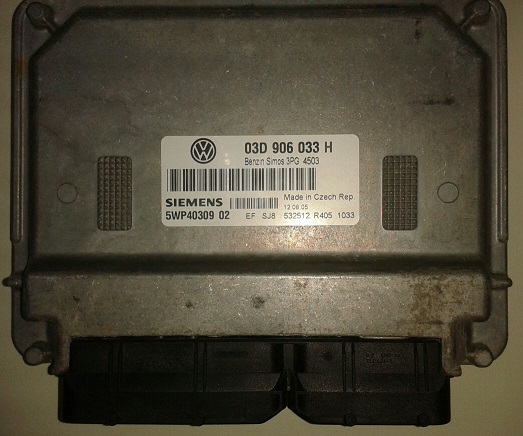 03D 906 033 H
Benzin Simos 3PG 4503
SIEMENS
Made in Czech Rep.
12.08.05
5WP40309 02
EF SJ8 532512 R405 1033